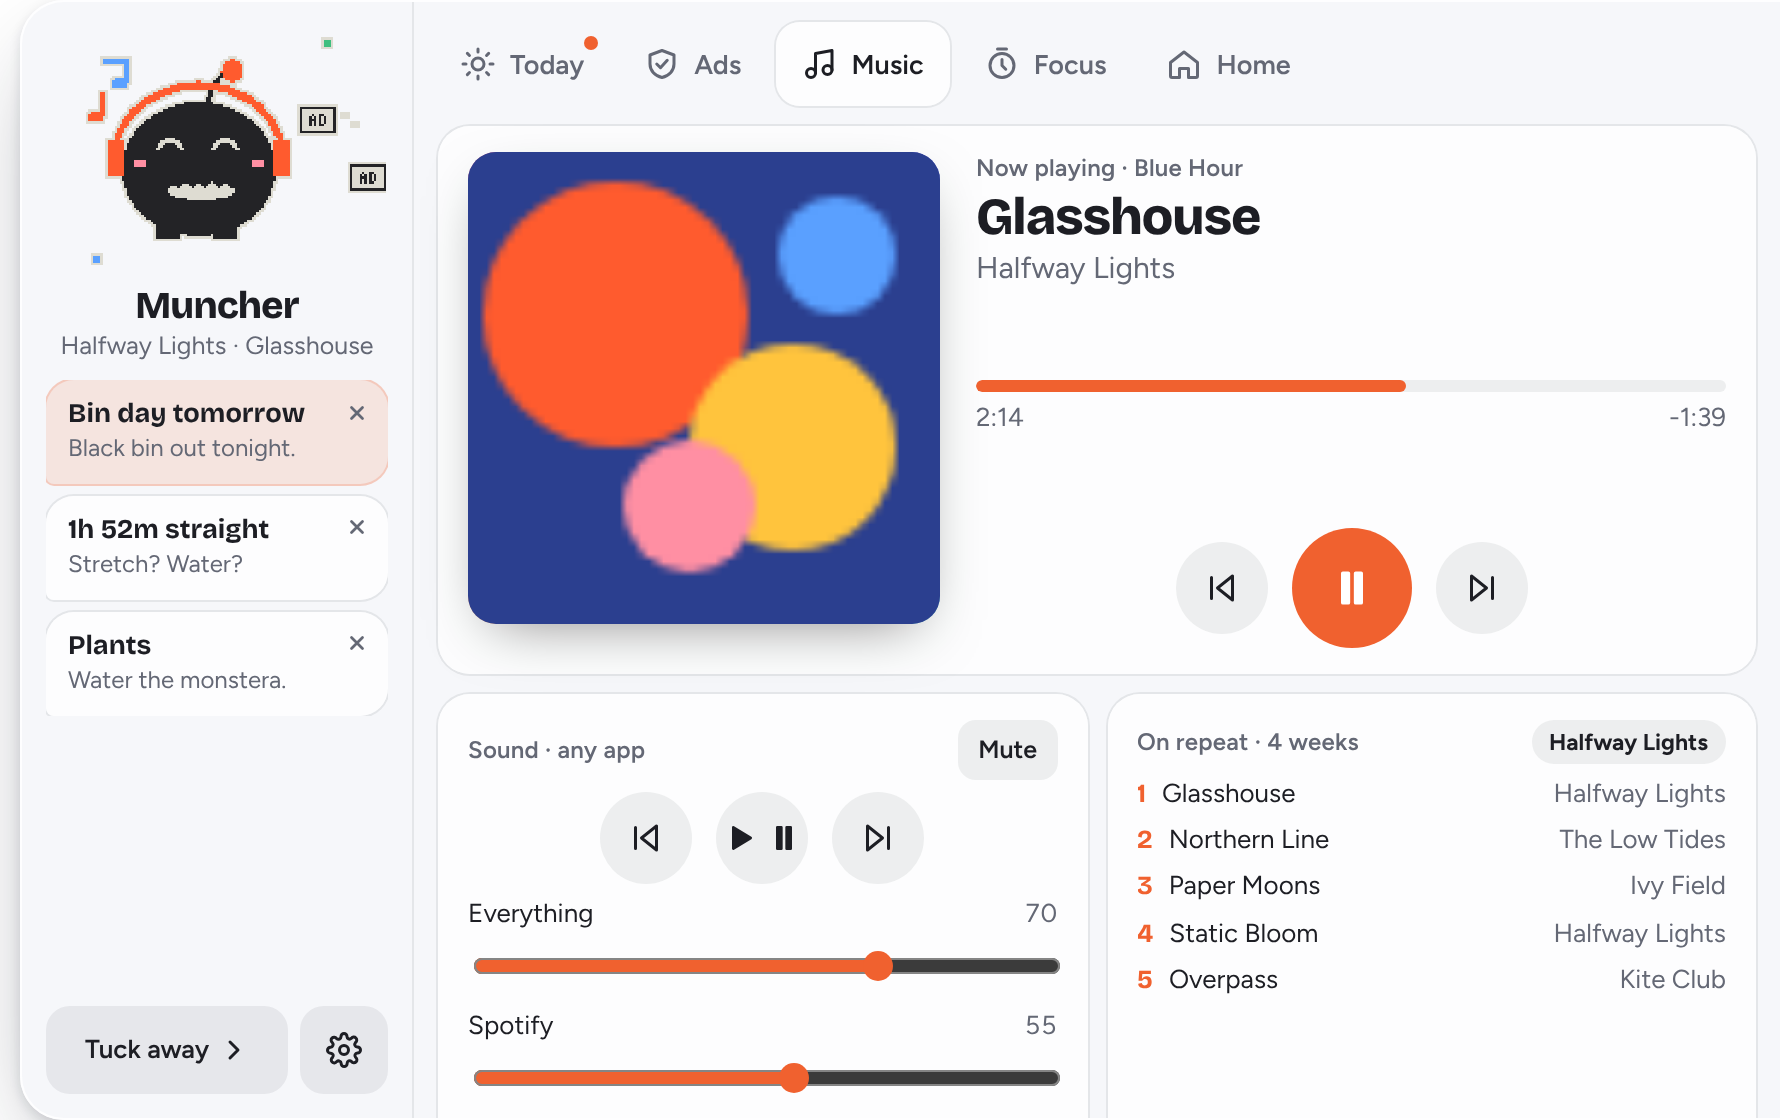 AD
AD
Muncher
Halfway Lights · Glasshouse
Bin day tomorrow
Black bin out tonight.
1h 52m straight
Stretch? Water?
Plants
Water the monstera.
Tuck away
Today
Ads
Music
Focus
Home
Now playing · Blue Hour
Glasshouse
Halfway Lights
2:14
-1:39
Sound · any app
Mute
Everything
70
Spotify
55
On repeat · 4 weeks
Halfway Lights
1 Glasshouse Halfway Lights
2 Northern Line The Low Tides
3 Paper Moons Ivy Field
4 Static Bloom Halfway Lights
5 Overpass Kite Club